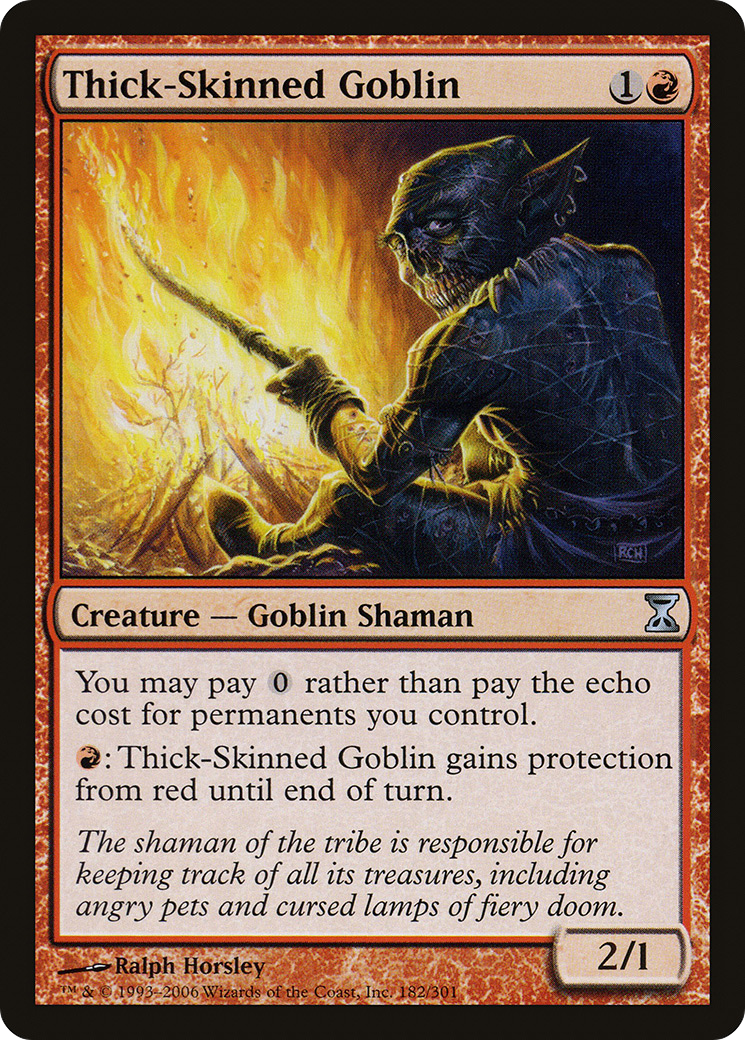 Thick-Skinned Goblin 1
RCH
Creature — Goblin Shaman
You may pay 0 rather than pay the echo
cost for permanents you control.
: Thick-Skinned Goblin gains protection
from red until end of turn.
The shaman of the tribe is responsible for
keeping track of all its treasures, including
angry pets and cursed lamps of fiery doom.
2/1
Ralph Horsley
™ & © 1993–2006 Wizards of the Coast, Inc. 182/301